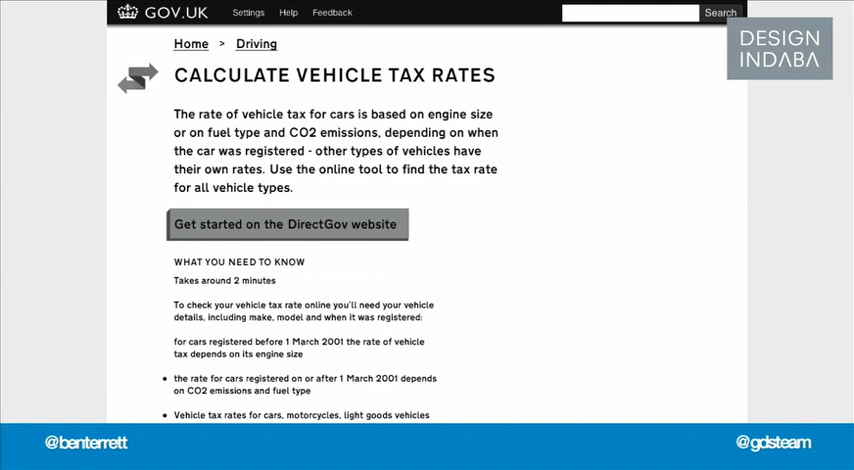 GOV.UK Settings Help Feedback Search
DESIGN
INDABA
Home > Driving
CALCULATE VEHICLE TAX RATES
The rate of vehicle tax for cars is based on engine size
or on fuel type and CO2 emissions, depending on when
the car was registered - other types of vehicles have
their own rates. Use the online tool to find the tax rate
for all vehicle types.
Get started on the DirectGov website
WHAT YOU NEED TO KNOW
Takes around 2 minutes
To check your vehicle tax rate online you'll need your vehicle
details, including make, model and when it was registered:
for cars registered before 1 March 2001 the rate of vehicle
tax depends on its engine size
• the rate for cars registered on or after 1 March 2001 depends
on CO2 emissions and fuel type
• Vehicle tax rates for cars, motorcycles, light goods vehicles
@benterrett @gdsteam